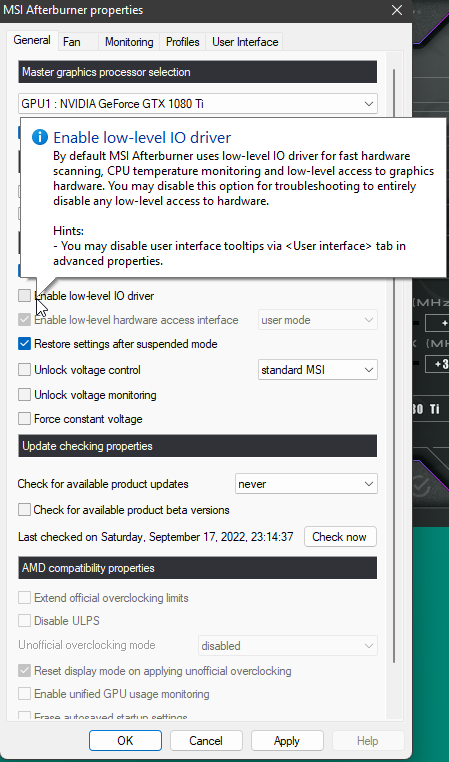 MSI Afterburner properties
General Fan Monitoring Profiles User Interface
Master graphics processor selection
GPU1 : NVIDIA GeForce GTX 1080 Ti
Enable low-level IO driver
By default MSI Afterburner uses low-level IO driver for fast hardware
scanning, CPU temperature monitoring and low-level access to graphics
hardware. You may disable this option for troubleshooting to entirely
disable any low-level access to hardware.
Hints:
- You may disable user interface tooltips via <User interface> tab in
advanced properties.
Enable low-level IO driver
(MHz
Enable low-level hardware access interface user mode
+
Restore settings after suspended mode
(MH
Unlock voltage control standard MSI
+3
Unlock voltage monitoring
80 Ti
Force constant voltage
Update checking properties
Check for available product updates never
Check for available product beta versions
Last checked on Saturday, September 17, 2022, 23:14:37 Check now
AMD compatibility properties
Extend official overclocking limits
Disable ULPS
Unofficial overclocking mode disabled
Reset display mode on applying unofficial overclocking
Enable unified GPU usage monitoring
Erase autosaved startup settings
OK Cancel Apply Help